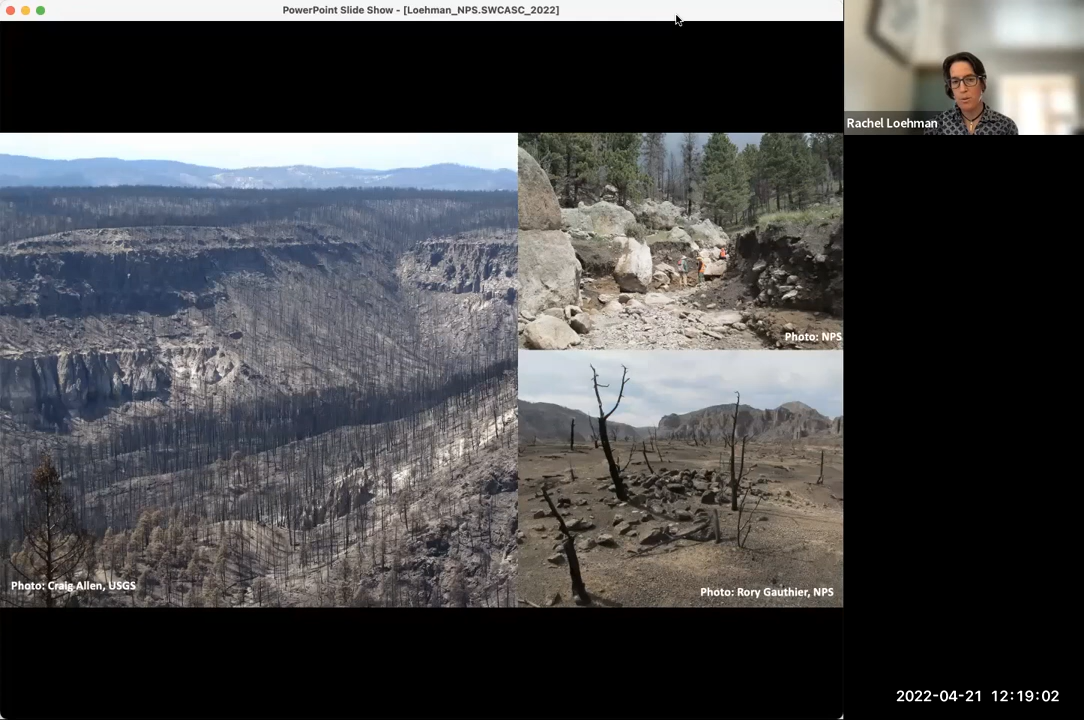 PowerPoint Slide Show - [Loehman_NPS.SWCASC_2022]
Rachel Loehman
Photo: NPS
Photo: Craig Allen, USGS
Photo: Rory Gauthier, NPS
2022-04-21 12:19:02